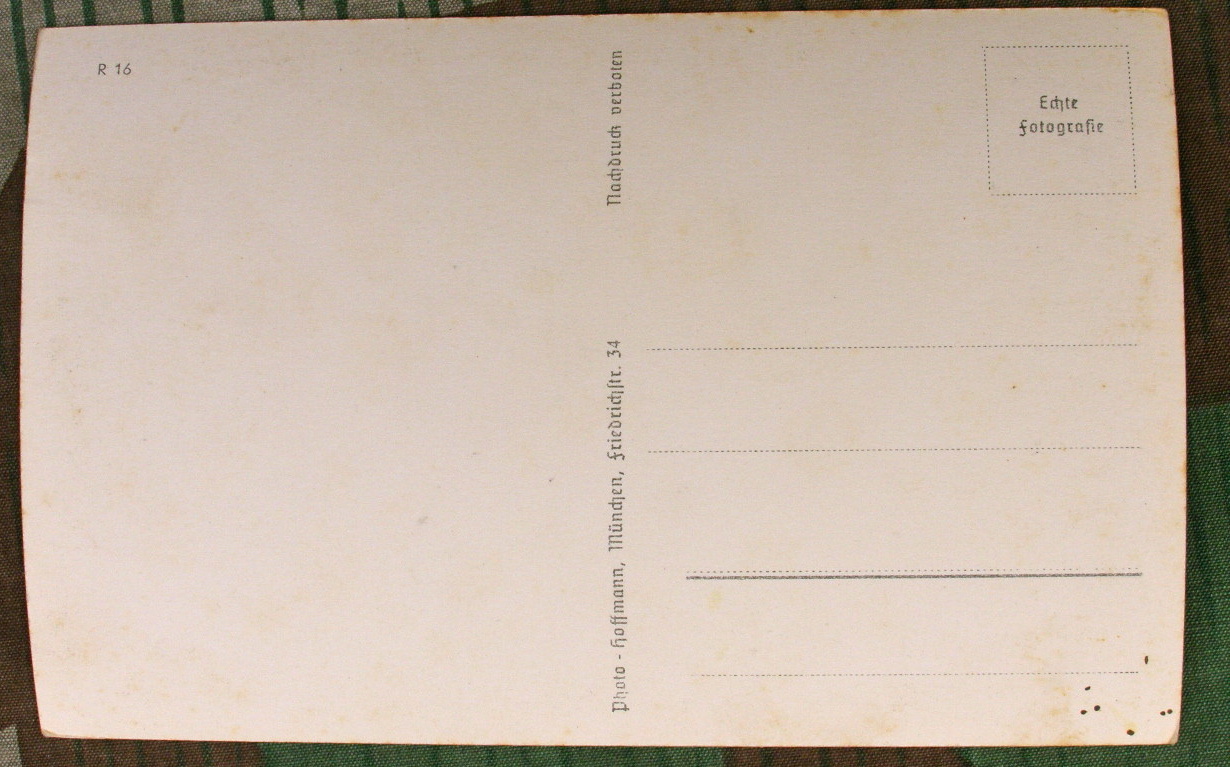 R 16
Nachdruck verboten
Photo-Hoffmann, München, Friedrichstr. 34
Echte
Fotografie